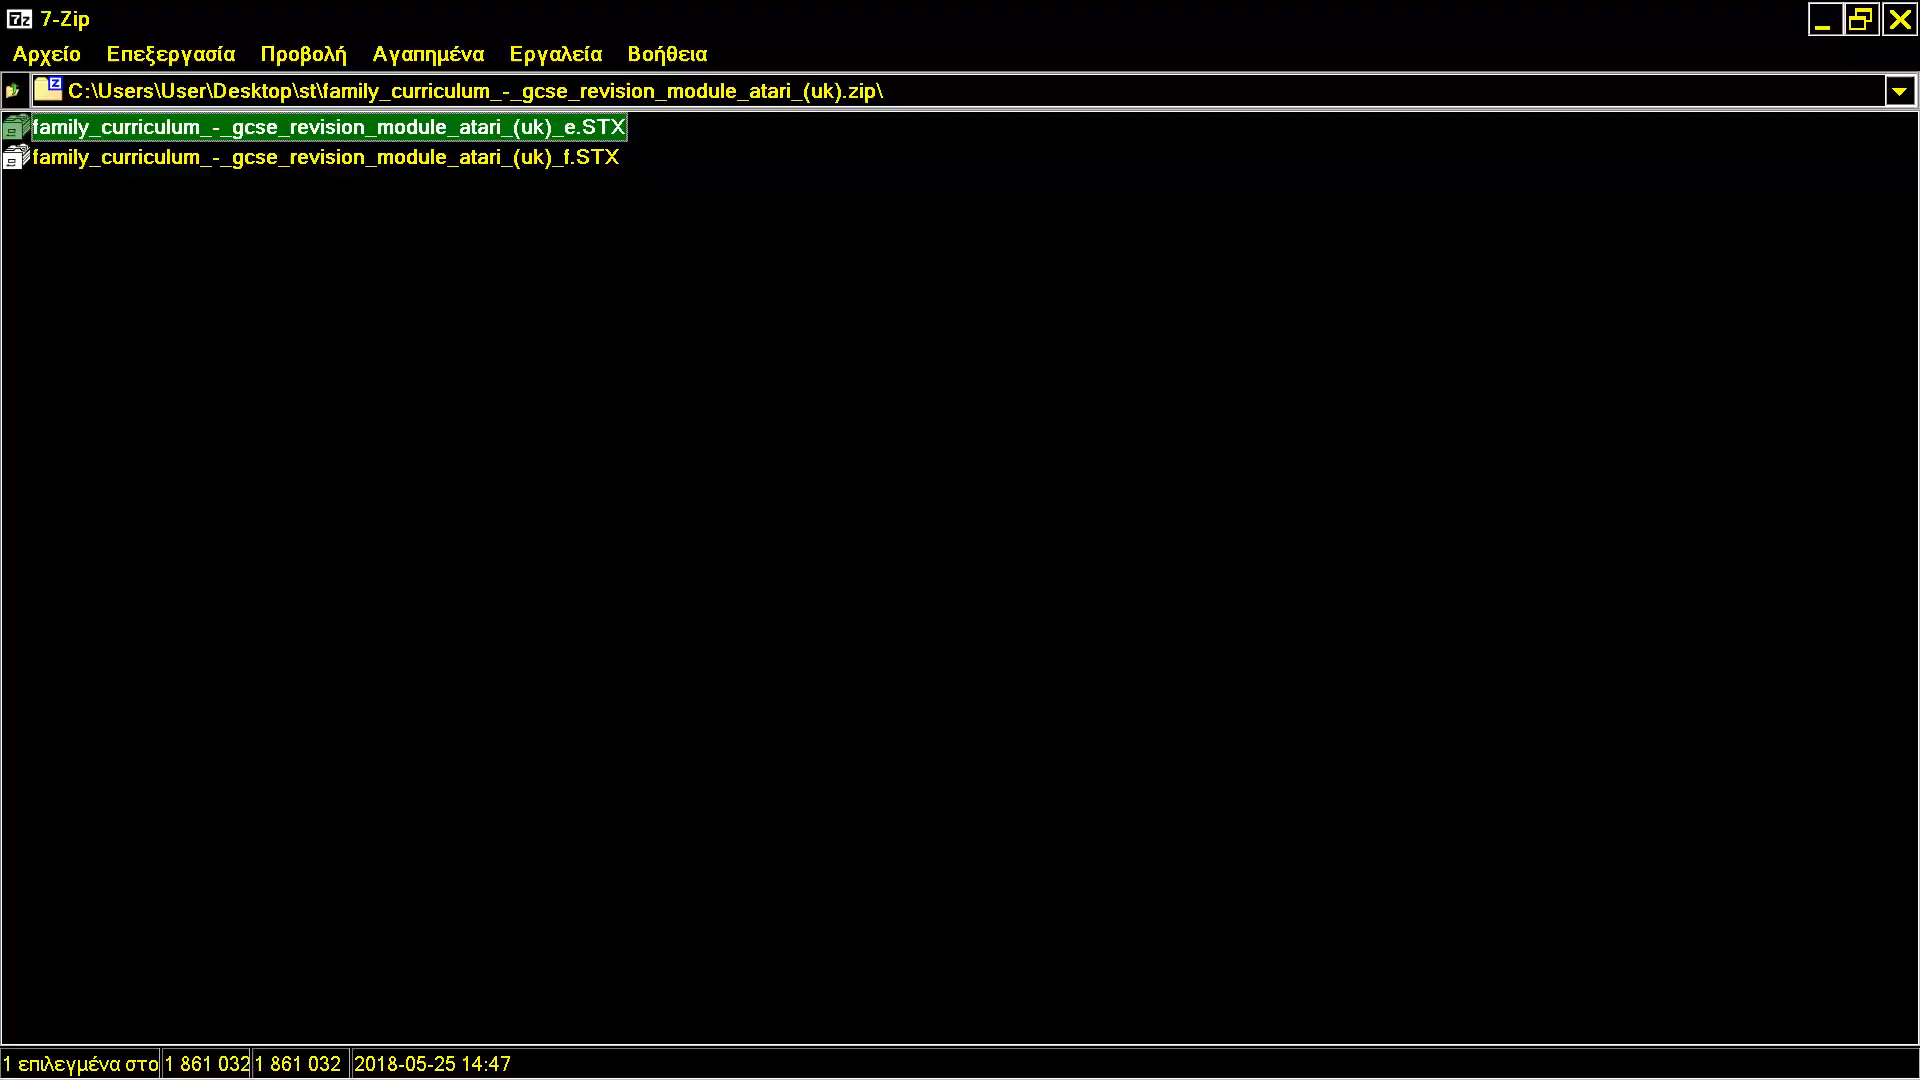 7z 7-Zip
Αρχείο Επεξεργασία Προβολή Αγαπημένα Εργαλεία Βοήθεια
C:\Users\User\Desktop\st\family_curriculum_-_gcse_revision_module_atari_(uk).zip\
family_curriculum_-_gcse_revision_module_atari_(uk)_e.STX
family_curriculum_-_gcse_revision_module_atari_(uk)_f.STX
1 επιλεγμένα στο 1 861 032 1 861 032 2018-05-25 14:47